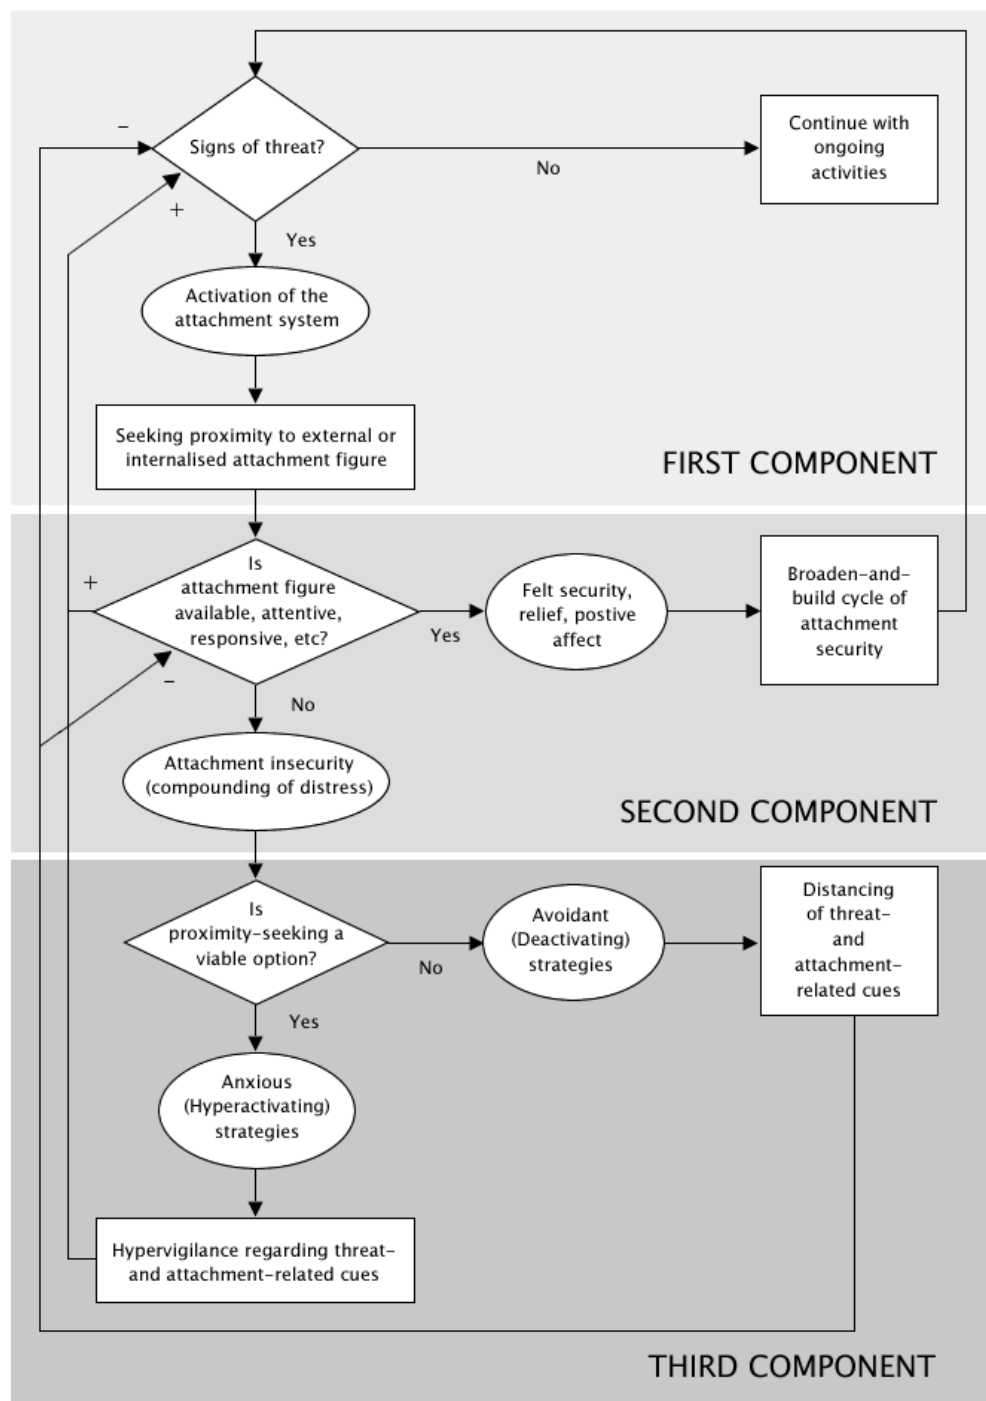 –
Signs of threat?
No
Continue with
ongoing
activities
+
Yes
Activation of the
attachment system
Seeking proximity to external or
internalised attachment figure
FIRST COMPONENT
+
Is
attachment figure
available, attentive,
responsive, etc?
Yes
Felt security,
relief, postive
affect
Broaden–and–
build cycle of
attachment
security
–
No
Attachment insecurity
(compounding of distress)
SECOND COMPONENT
Is
proximity–seeking a
viable option?
No
Avoidant
(Deactivating)
strategies
Distancing
of threat–
and
attachment–
related cues
Yes
Anxious
(Hyperactivating)
strategies
Hypervigilance regarding threat–
and attachment–related cues
THIRD COMPONENT